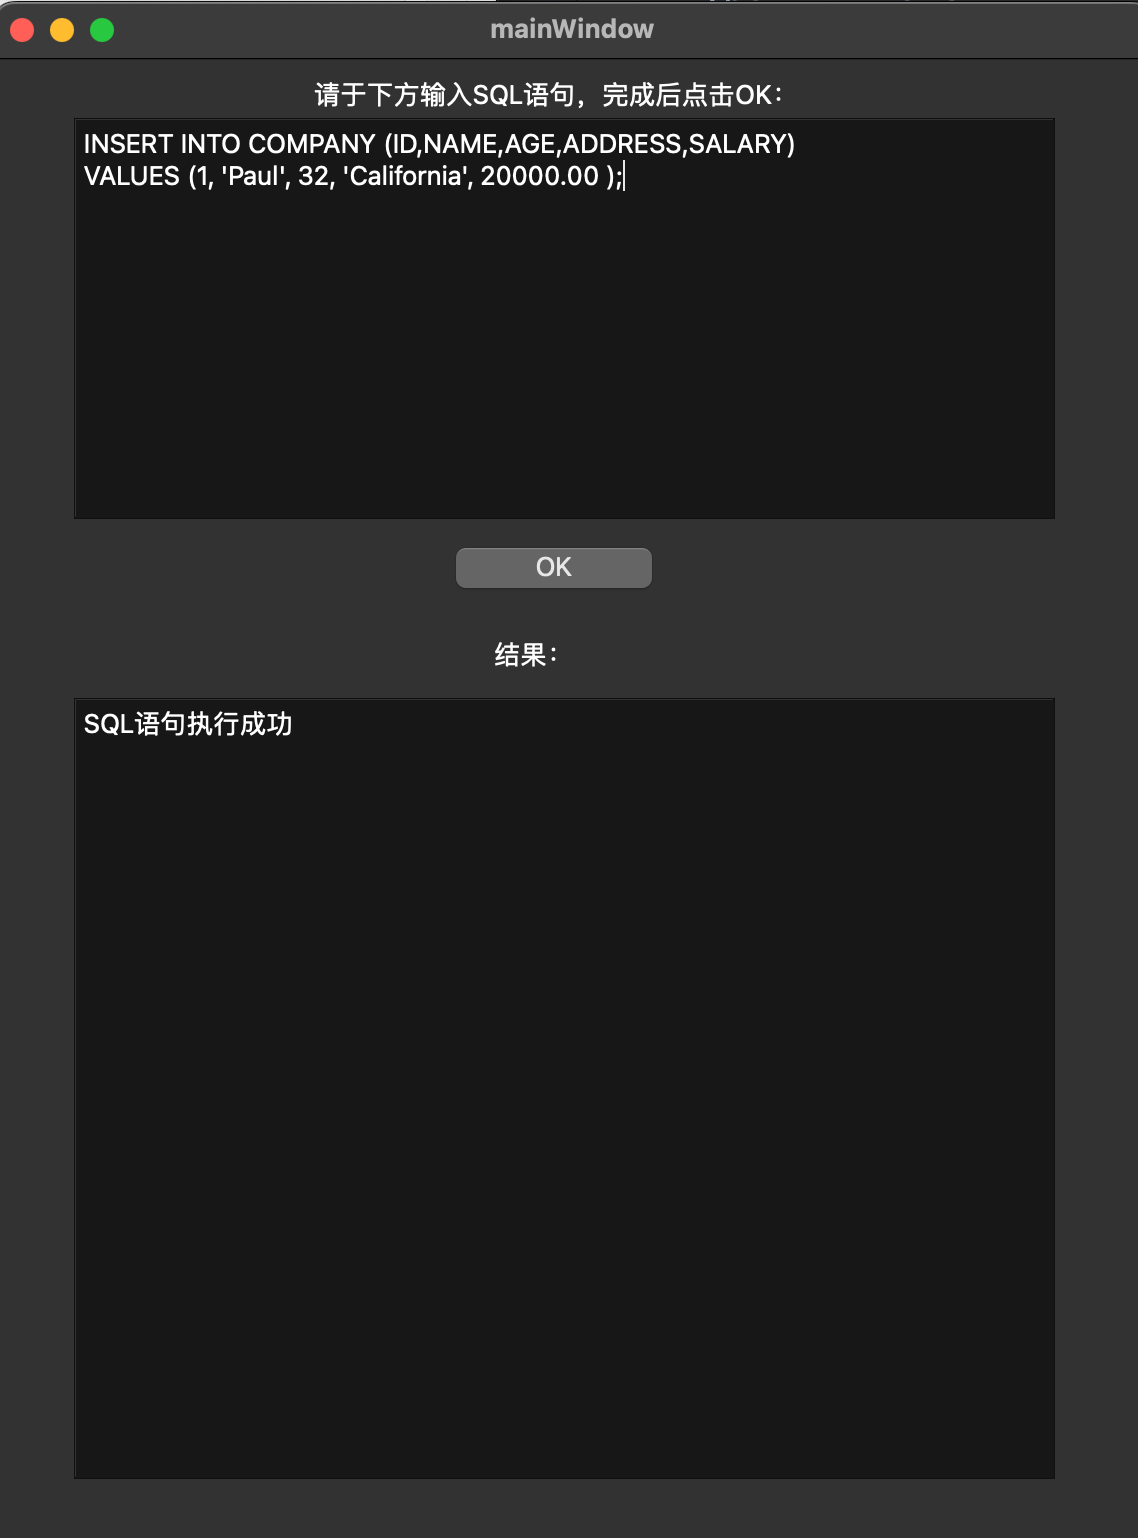 mainWindow
请于下方输入SQL语句，完成后点击OK：
INSERT INTO COMPANY (ID,NAME,AGE,ADDRESS,SALARY)
VALUES (1, 'Paul', 32, 'California', 20000.00 );
OK
结果：
SQL语句执行成功